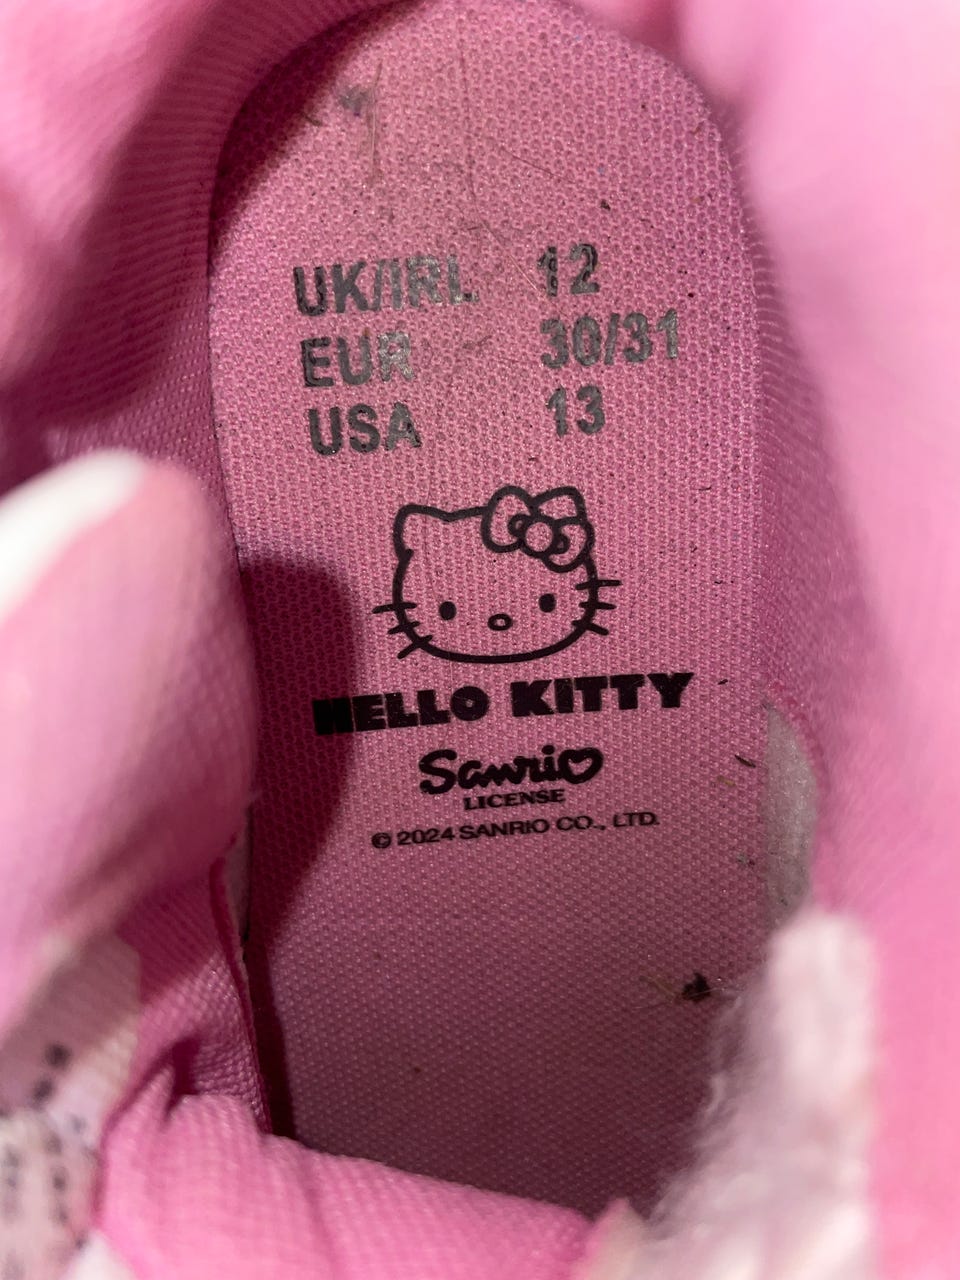 UK/IRL 12
EUR 30/31
USA 13
HELLO KITTY
Sanrio
LICENSE
© 2024 SANRIO CO., LTD.